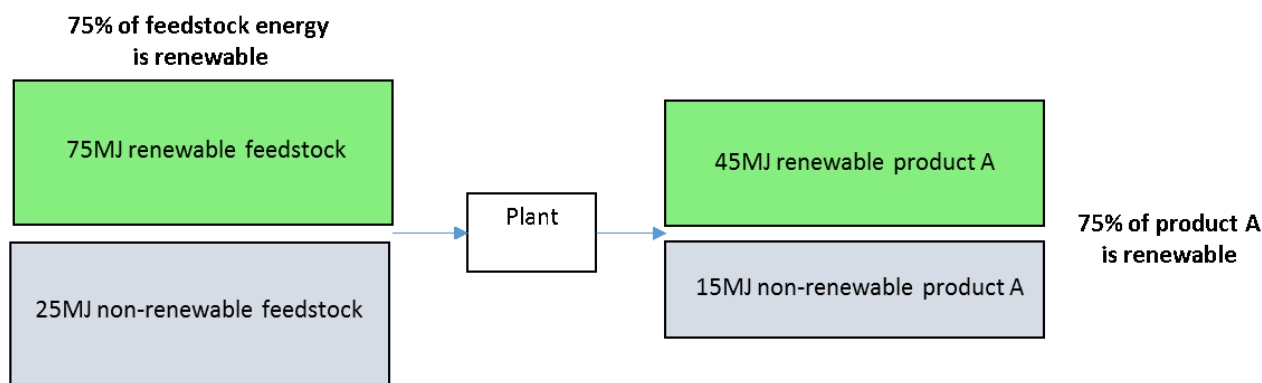 75% of feedstock energy
is renewable
75MJ renewable feedstock
25MJ non-renewable feedstock
Plant
45MJ renewable product A
15MJ non-renewable product A
75% of product A
is renewable